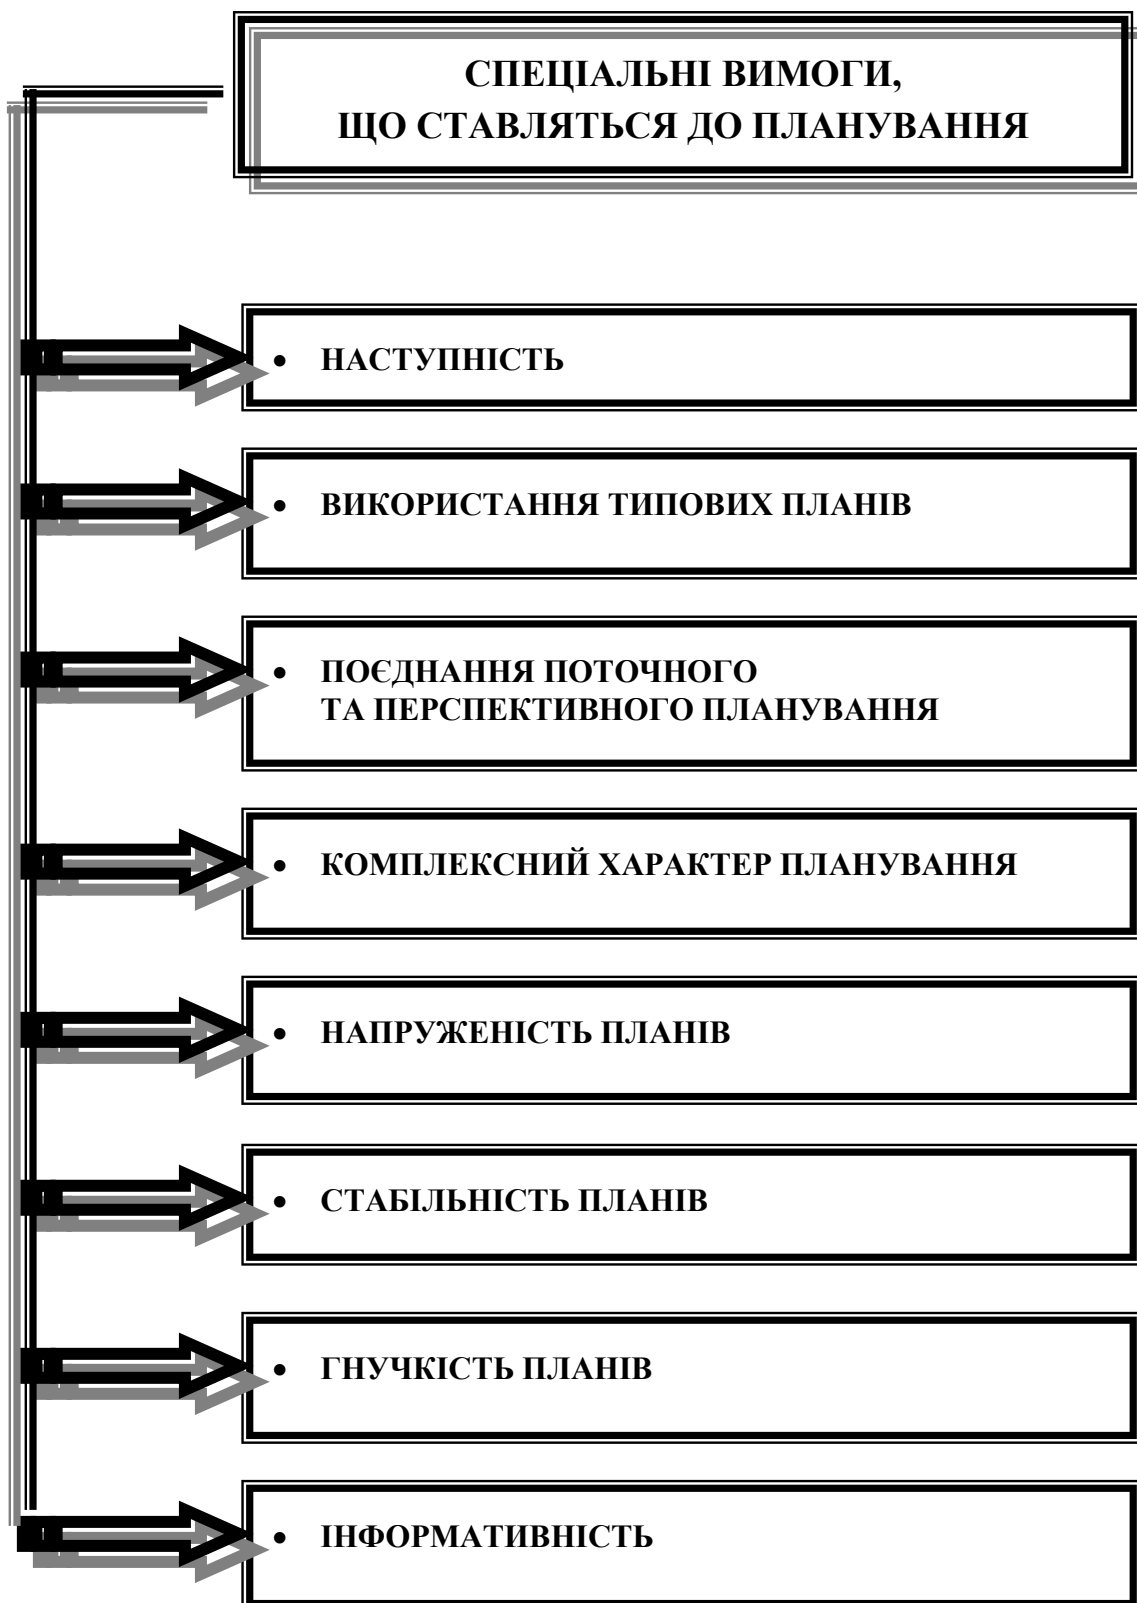 СПЕЦІАЛЬНІ ВИМОГИ,
ЩО СТАВЛЯТЬСЯ ДО ПЛАНУВАННЯ
• НАСТУПНІСТЬ
• ВИКОРИСТАННЯ ТИПОВИХ ПЛАНІВ
• ПОЄДНАННЯ ПОТОЧНОГО
ТА ПЕРСПЕКТИВНОГО ПЛАНУВАННЯ
• КОМПЛЕКСНИЙ ХАРАКТЕР ПЛАНУВАННЯ
• НАПРУЖЕНІСТЬ ПЛАНІВ
• СТАБІЛЬНІСТЬ ПЛАНІВ
• ГНУЧКІСТЬ ПЛАНІВ
• ІНФОРМАТИВНІСТЬ